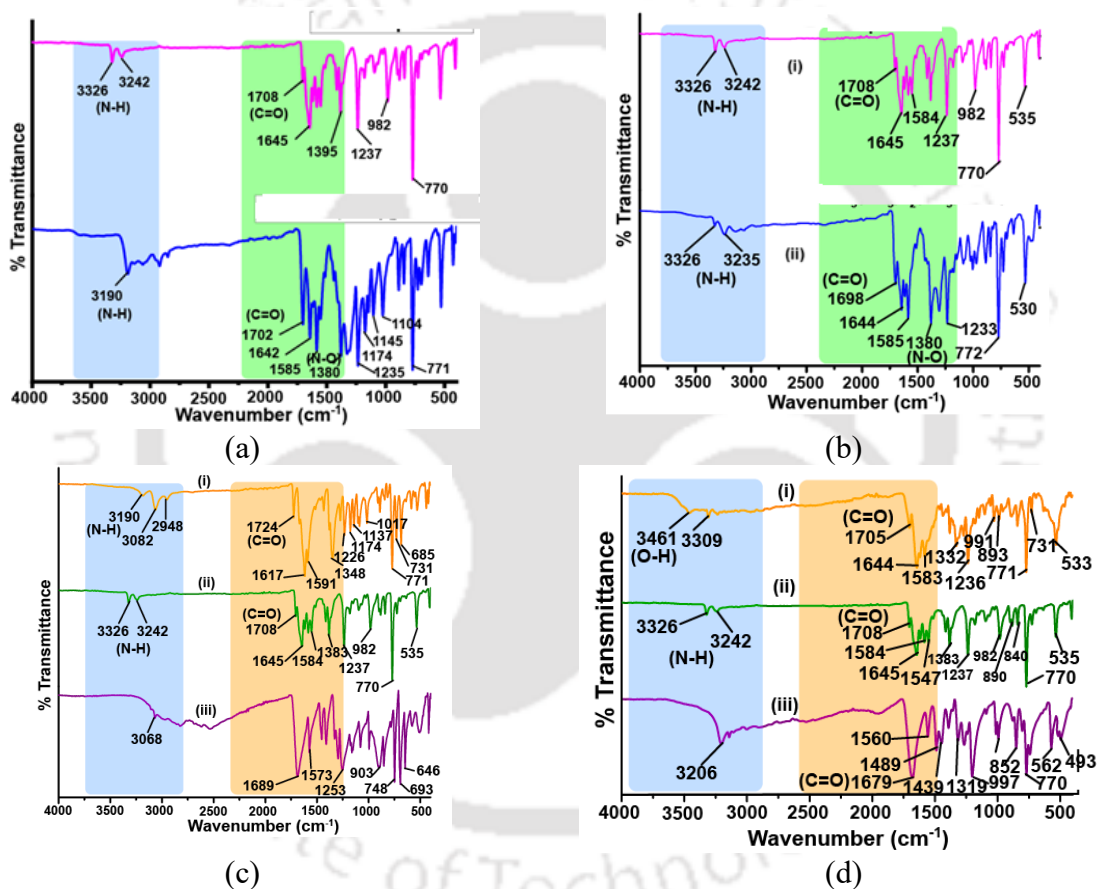 % Transmittance
3326 3242
(N-H)
1708
(C=O)
1645
1395
1237
982
770
3190
(N-H)
(C=O)
1702
1642
1585
(N-O)
1380
1235
1174
1145
1104
771
4000 3500 3000 2500 2000 1500 1000 500
Wavenumber (cm⁻¹)
(a)
% Transmittance
(i)
3326 3242
(N-H)
1708
(C=O)
1645
1584
1237
982
770
535
(ii)
3326 3235
(N-H)
(C=O)
1698
1644
1585
1380
(N-O)
1233
772
530
4000 3500 3000 2500 2000 1500 1000 500
Wavenumber (cm⁻¹)
(b)
% Transmittance
(i)
3190
(N-H)
3082
2948
1724
(C=O)
1617
1591
1348
1226
1174
1137
1017
771
731
685
(ii)
3326 3242
(N-H)
(C=O)
1708
1645
1584
1383
1237
982
770
535
(iii)
3068
1689
1573
1253
903
748
693
646
4000 3500 3000 2500 2000 1500 1000 500
Wavenumber (cm⁻¹)
(c)
% Transmittance
(i)
3461 3309
(O-H)
(C=O)
1705
1644
1583
1332
1236
991
893
771
731
533
(ii)
3326
3242
(N-H)
(C=O)
1708
1584
1645
1547
1383
1237
982
890
840
770
535
(iii)
3206
1560
1489
(C=O) 1679
1439
1319
997
852
770
562
493
4000 3500 3000 2500 2000 1500 1000 500
Wavenumber (cm⁻¹)
(d)
of Techno